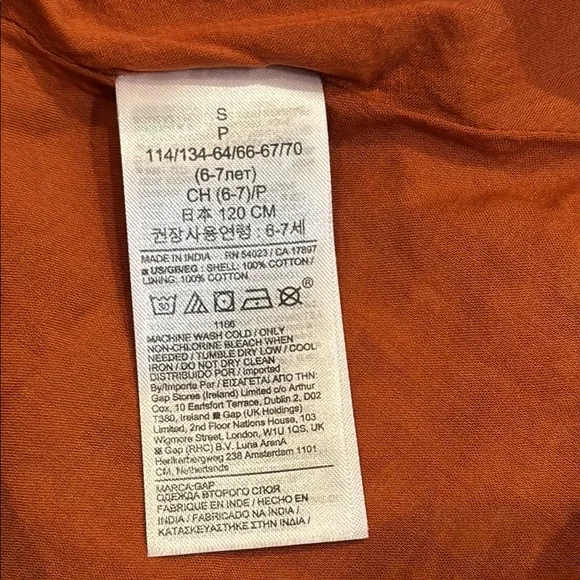 S
P
114/134-64/66-67/70
(6-7лет)
CH (6-7)/P
日本 120 CM
권장사용연령 : 6-7세
MADE IN INDIA RN 54023 / CA 17897
US/GB/EG : SHELL: 100% COTTON /
LINING: 100% COTTON
30
1166
MACHINE WASH COLD / ONLY
NON-CHLORINE BLEACH WHEN
NEEDED / TUMBLE DRY LOW / COOL
IRON / DO NOT DRY CLEAN
DISTRIBUIDO POR / Imported
By/Importe Par / ΕΙΣΑΓΕΤΑΙ ΑΠΟ ΤΗΝ:
Gap Stores (Ireland) Limited c/o Arthur
Cox, 10 Earlsfort Terrace, Dublin 2, D02
T380, Ireland Gap (UK Holdings)
Limited, 2nd Floor Nations House, 103
Wigmore Street, London, W1U 1QS, UK
Gap (RHC) B.V. Luna ArenA
Herikerbergweg 238 Amsterdam 1101
CM, Netherlands
МАРКА-GAP
ОДЕЖДА ВТОРОГО СЛОЯ
FABRIQUE EN INDE / HECHO EN
INDIA / FABRICADO NA ÍNDIA /
ΚΑΤΑΣΚΕΥΑΣΤΗΚΕ ΣΤΗΝ ΙΝΔΙΑ /